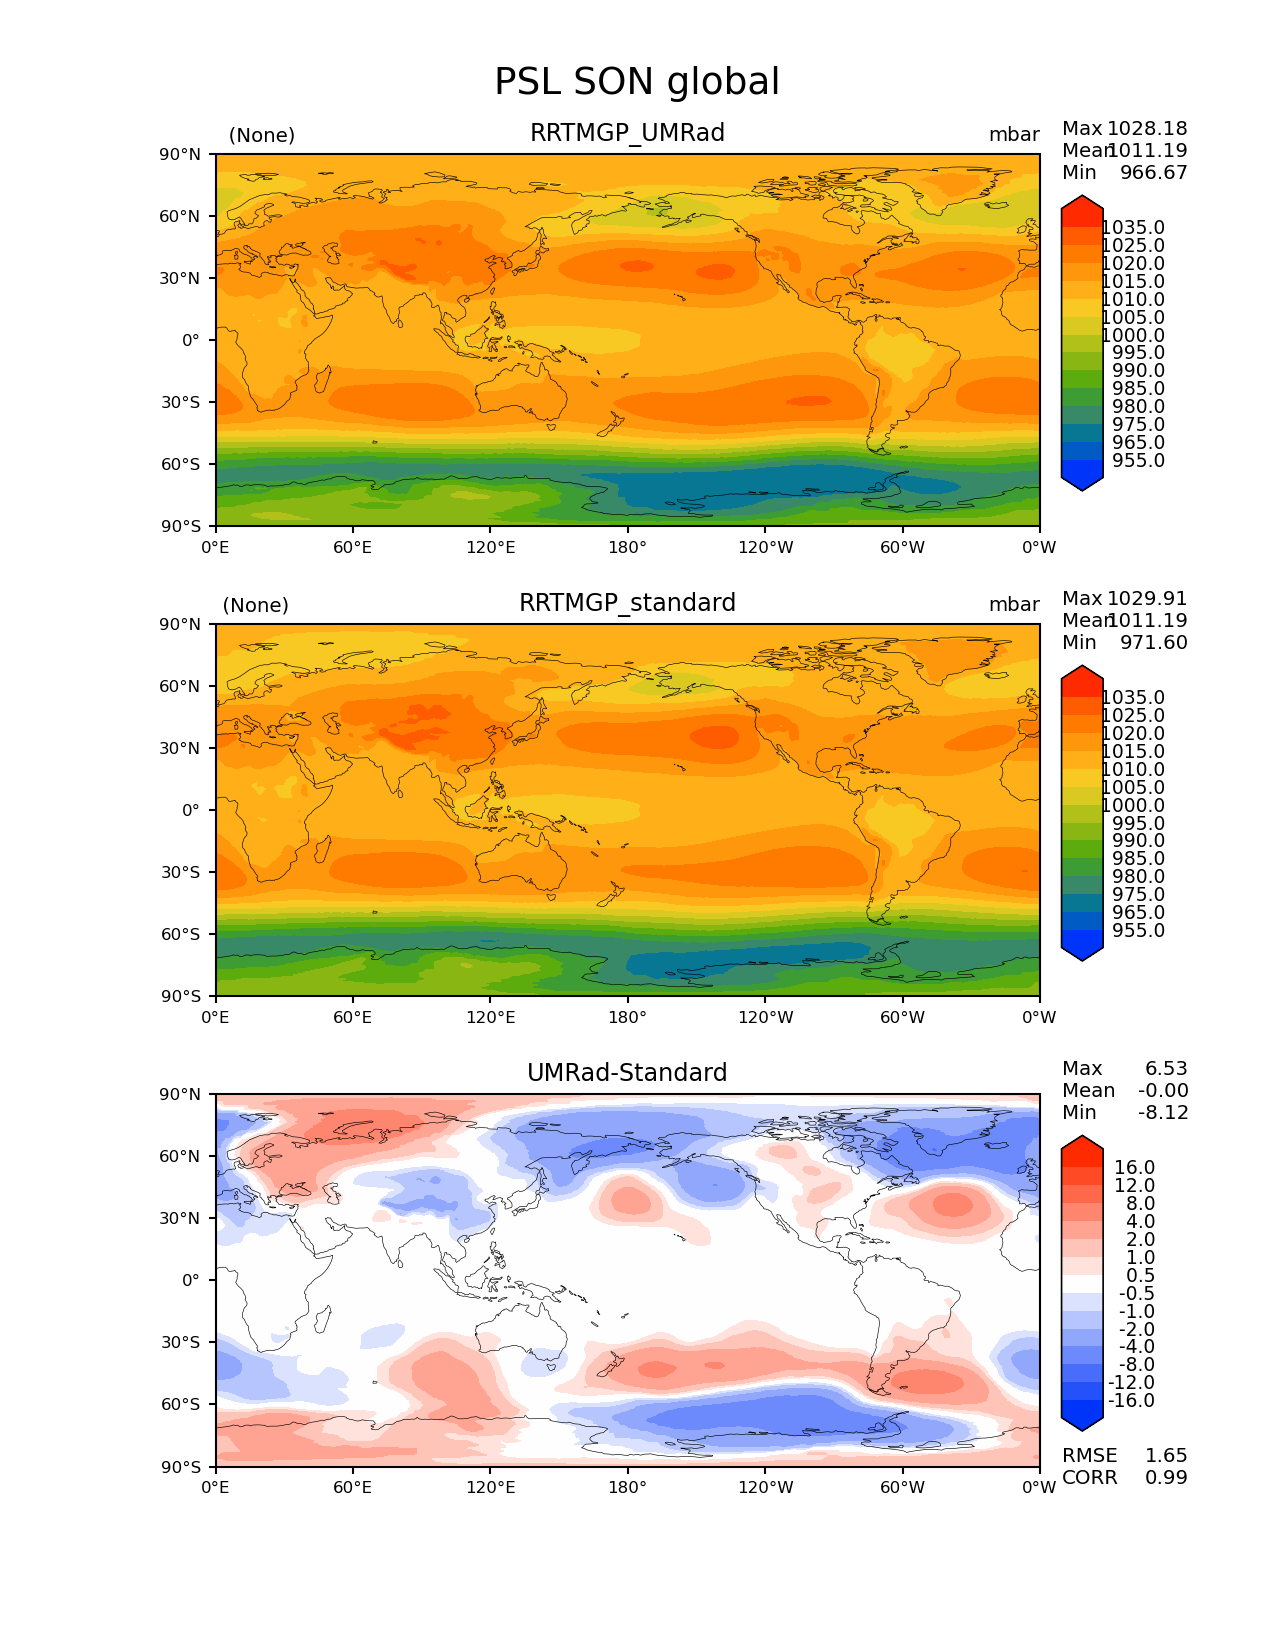 PSL SON global
(None) RRTMGP_UMRad mbar
Max 1028.18
Mean 1011.19
Min 966.67
90°N
60°N
30°N
0°
30°S
60°S
90°S
0°E 60°E 120°E 180° 120°W 60°W 0°W
1035.0
1025.0
1020.0
1015.0
1010.0
1005.0
1000.0
995.0
990.0
985.0
980.0
975.0
965.0
955.0
(None) RRTMGP_standard mbar
Max 1029.91
Mean 1011.19
Min 971.60
90°N
60°N
30°N
0°
30°S
60°S
90°S
0°E 60°E 120°E 180° 120°W 60°W 0°W
1035.0
1025.0
1020.0
1015.0
1010.0
1005.0
1000.0
995.0
990.0
985.0
980.0
975.0
965.0
955.0
UMRad-Standard
Max 6.53
Mean -0.00
Min -8.12
90°N
60°N
30°N
0°
30°S
60°S
90°S
0°E 60°E 120°E 180° 120°W 60°W 0°W
16.0
12.0
8.0
4.0
2.0
1.0
0.5
-0.5
-1.0
-2.0
-4.0
-8.0
-12.0
-16.0
RMSE 1.65
CORR 0.99